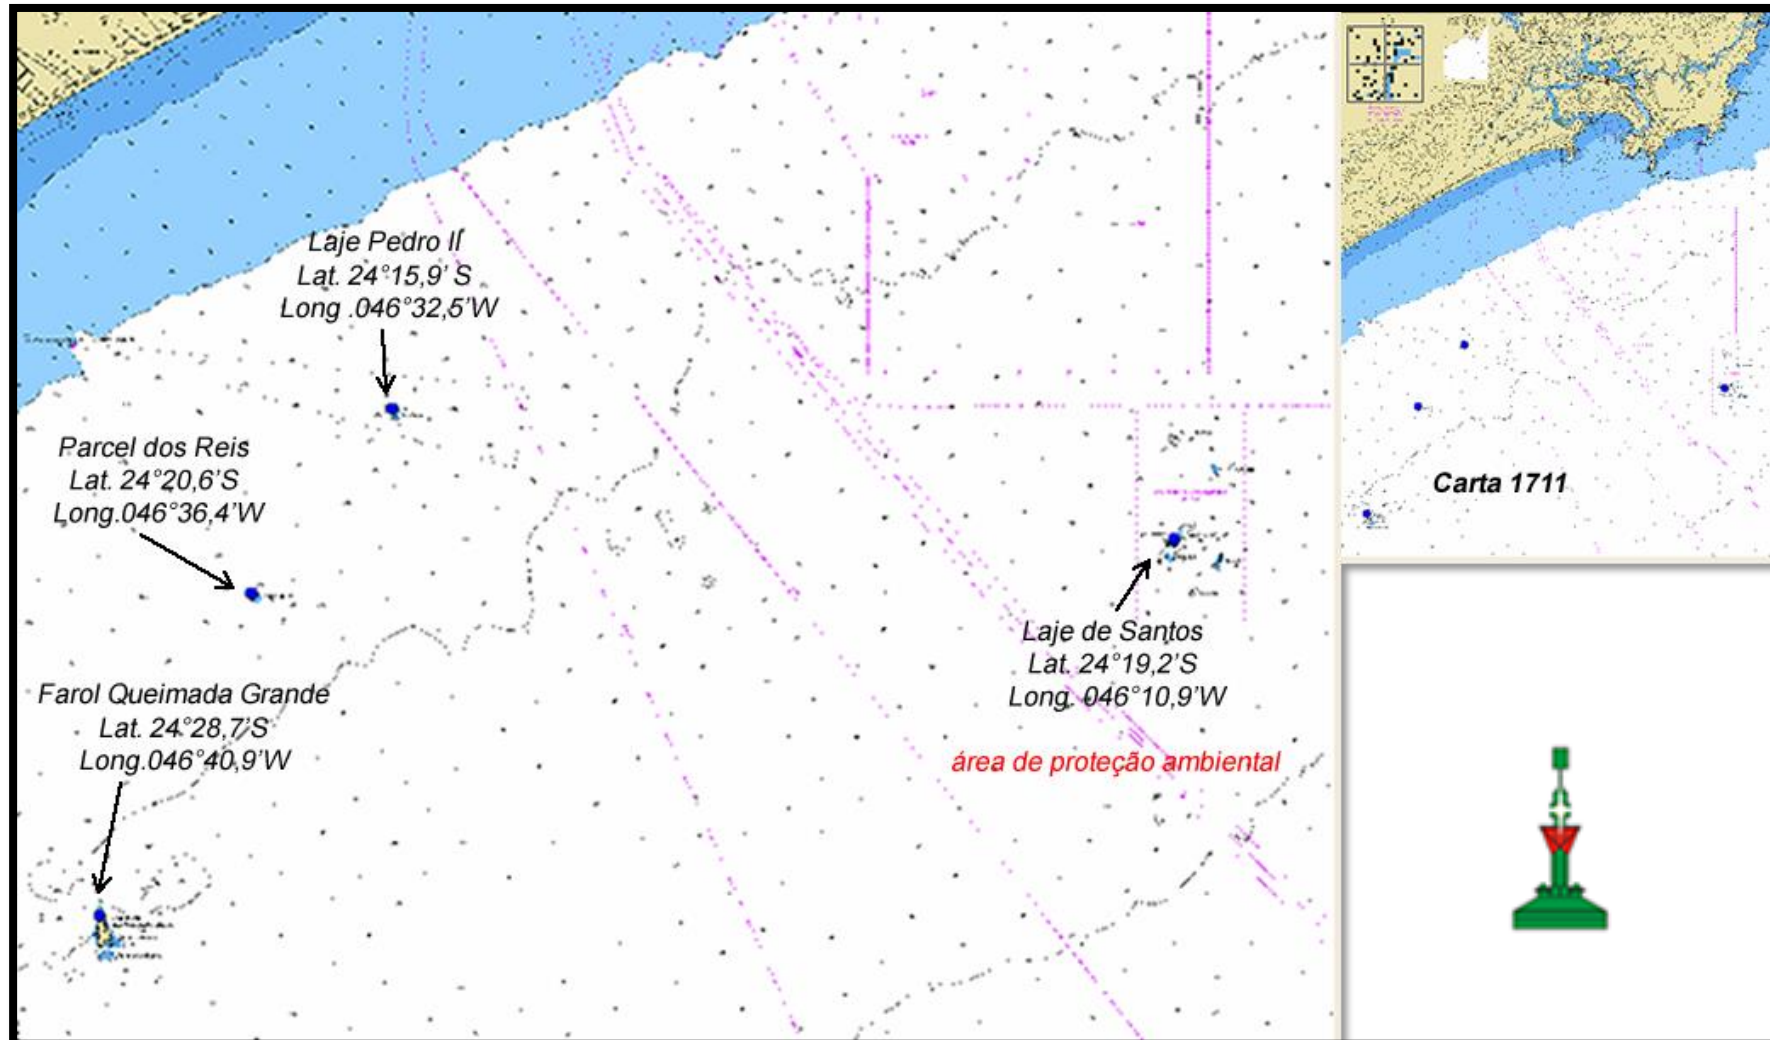 Laje Pedro II
Lat. 24°15,9' S
Long .046°32,5'W
Parcel dos Reis
Lat. 24°20,6'S
Long.046°36,4'W
Farol Queimada Grande
Lat. 24°28,7'S
Long.046°40,9'W
Laje de Santos
Lat. 24°19,2'S
Long. 046°10,9'W
área de proteção ambiental
Carta 1711